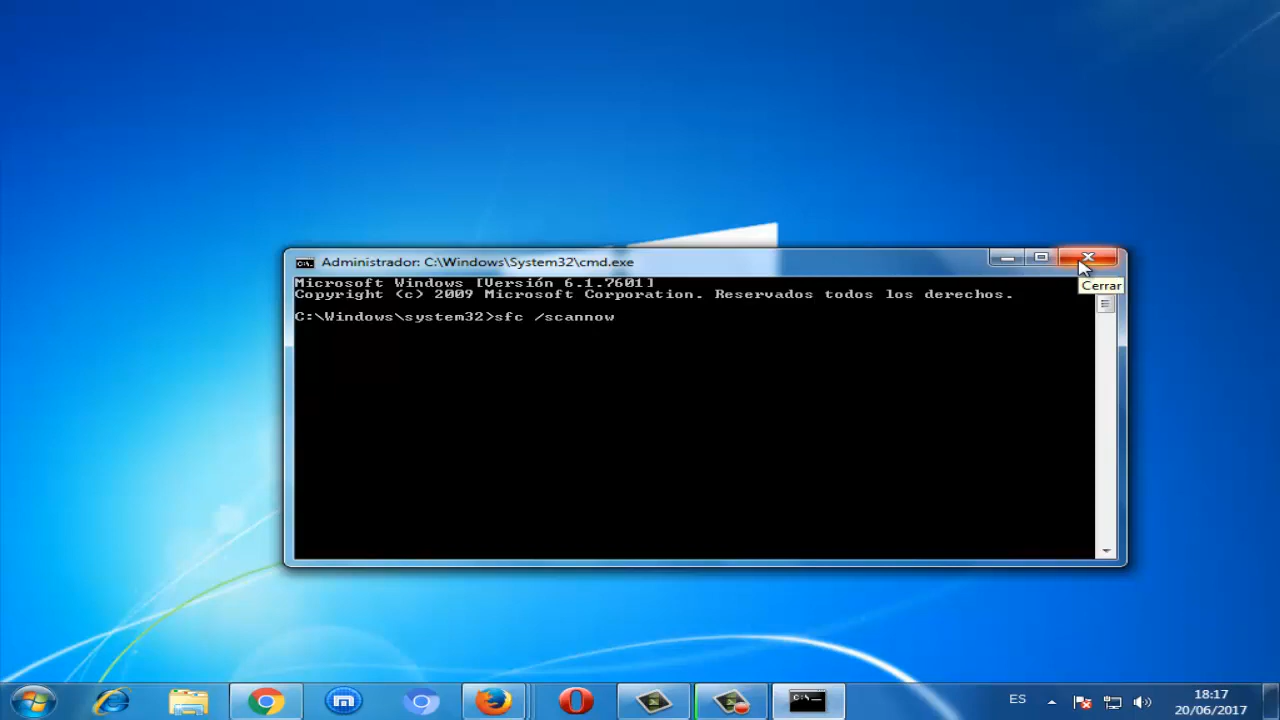 Administrador: C:\Windows\System32\cmd.exe
Cerrar
Microsoft Windows [Versión 6.1.7601]
Copyright (c) 2009 Microsoft Corporation. Reservados todos los derechos.
C:\Windows\system32>sfc /scannow
ES
18:17
20/06/2017